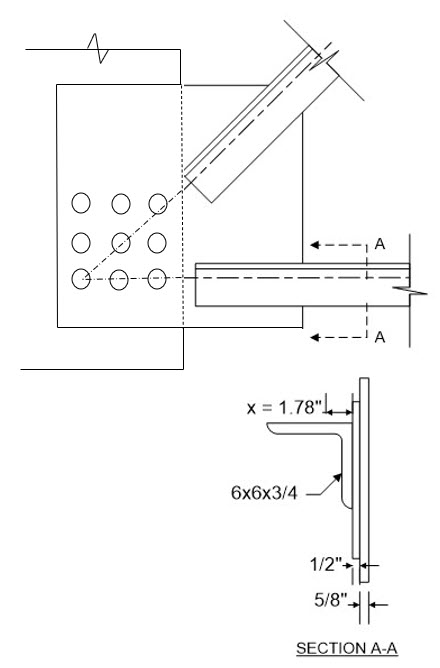 A
A
x = 1.78"
6x6x3/4
1/2"
5/8"
SECTION A-A